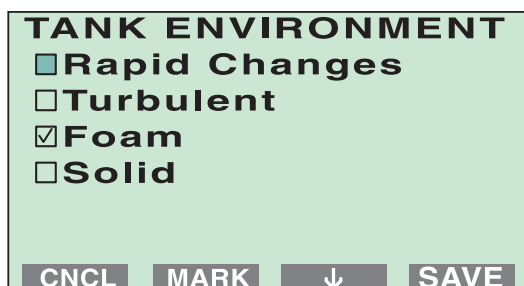 TANK ENVIRONMENT
Rapid Changes
Turbulent
☑Foam
Solid
CNCL MARK ↓ SAVE